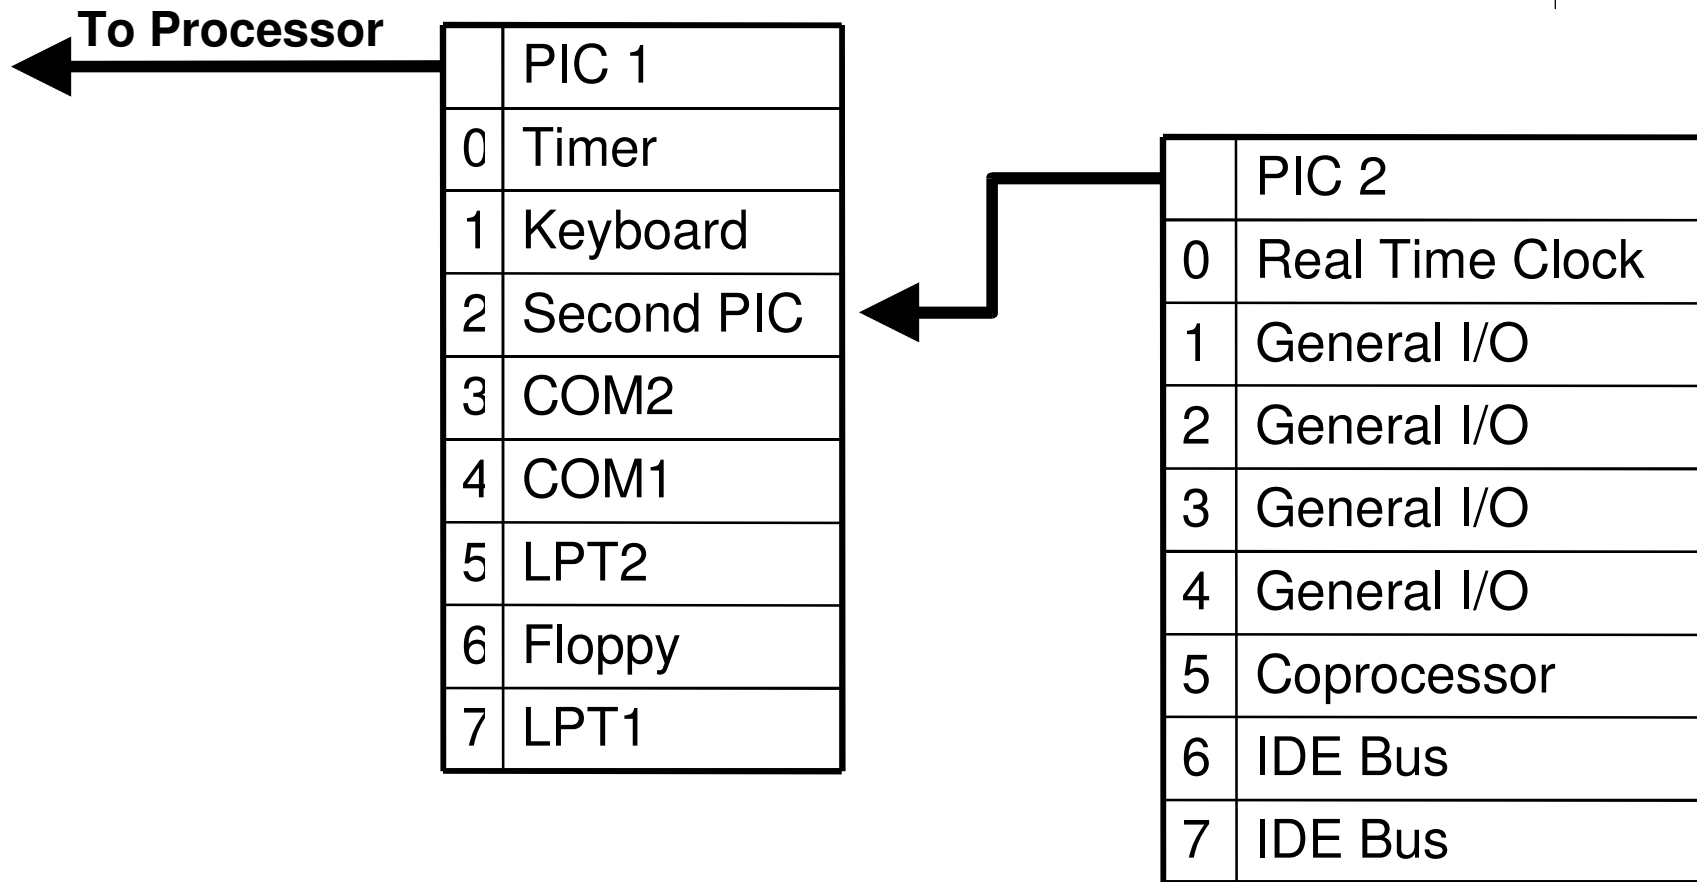 To Processor
PIC 1
0 Timer
1 Keyboard
2 Second PIC
3 COM2
4 COM1
5 LPT2
6 Floppy
7 LPT1
PIC 2
0 Real Time Clock
1 General I/O
2 General I/O
3 General I/O
4 General I/O
5 Coprocessor
6 IDE Bus
7 IDE Bus